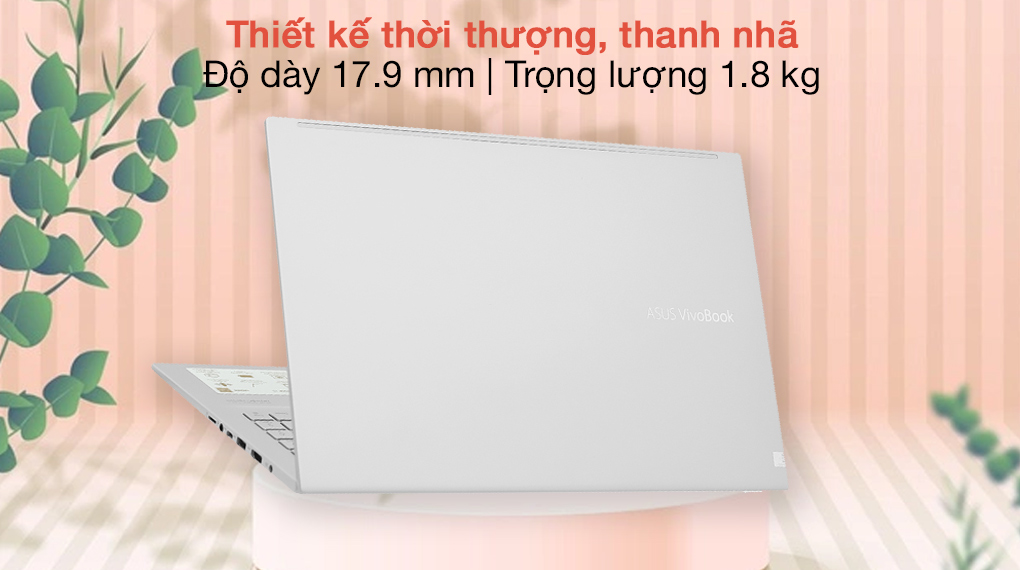 Thiết kế thời thượng, thanh nhã
Độ dày 17.9 mm | Trọng lượng 1.8 kg
ASUS VivoBook